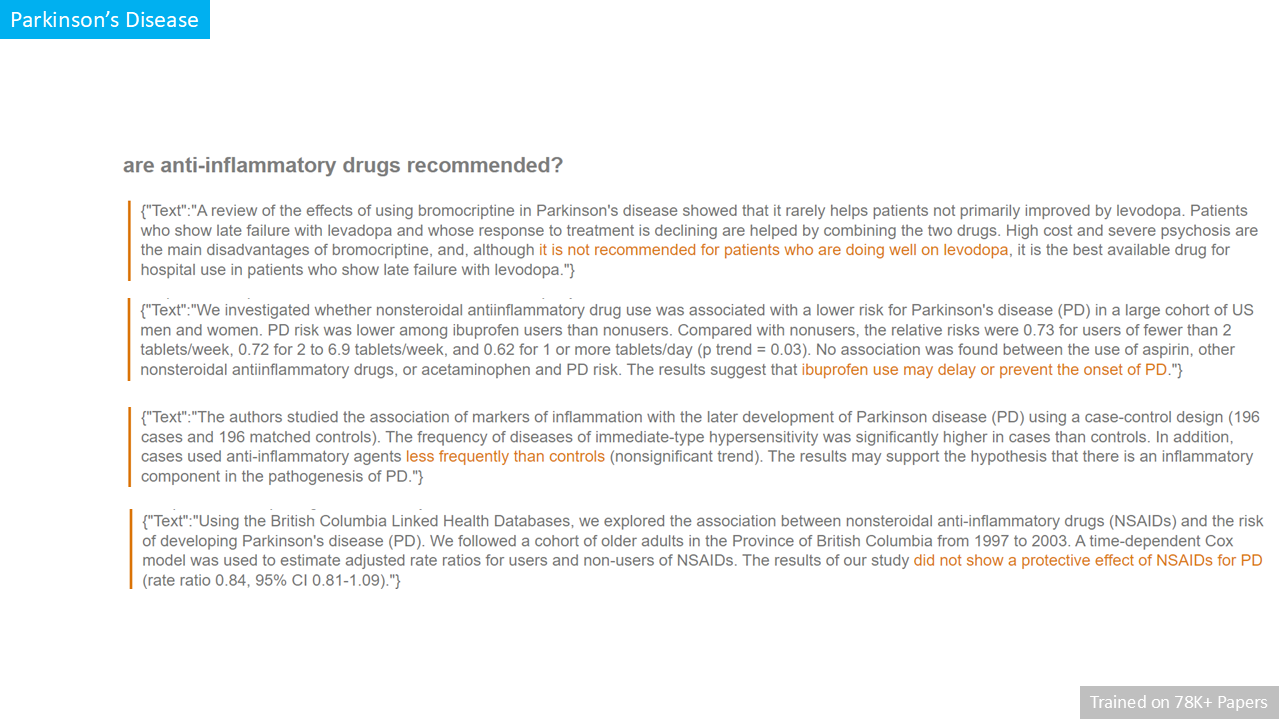 Parkinson’s Disease
are anti-inflammatory drugs recommended?
{"Text":"A review of the effects of using bromocriptine in Parkinson's disease showed that it rarely helps patients not primarily improved by levodopa. Patients
who show late failure with levadopa and whose response to treatment is declining are helped by combining the two drugs. High cost and severe psychosis are
the main disadvantages of bromocriptine, and, although it is not recommended for patients who are doing well on levodopa, it is the best available drug for
hospital use in patients who show late failure with levodopa."}
{"Text":"We investigated whether nonsteroidal antiinflammatory drug use was associated with a lower risk for Parkinson's disease (PD) in a large cohort of US
men and women. PD risk was lower among ibuprofen users than nonusers. Compared with nonusers, the relative risks were 0.73 for users of fewer than 2
tablets/week, 0.72 for 2 to 6.9 tablets/week, and 0.62 for 1 or more tablets/day (p trend = 0.03). No association was found between the use of aspirin, other
nonsteroidal antiinflammatory drugs, or acetaminophen and PD risk. The results suggest that ibuprofen use may delay or prevent the onset of PD."}
{"Text":"The authors studied the association of markers of inflammation with the later development of Parkinson disease (PD) using a case-control design (196
cases and 196 matched controls). The frequency of diseases of immediate-type hypersensitivity was significantly higher in cases than controls. In addition,
cases used anti-inflammatory agents less frequently than controls (nonsignificant trend). The results may support the hypothesis that there is an inflammatory
component in the pathogenesis of PD."}
{"Text":"Using the British Columbia Linked Health Databases, we explored the association between nonsteroidal anti-inflammatory drugs (NSAIDs) and the risk
of developing Parkinson's disease (PD). We followed a cohort of older adults in the Province of British Columbia from 1997 to 2003. A time-dependent Cox
model was used to estimate adjusted rate ratios for users and non-users of NSAIDs. The results of our study did not show a protective effect of NSAIDs for PD
(rate ratio 0.84, 95% CI 0.81-1.09)."}
Trained on 78K+ Papers